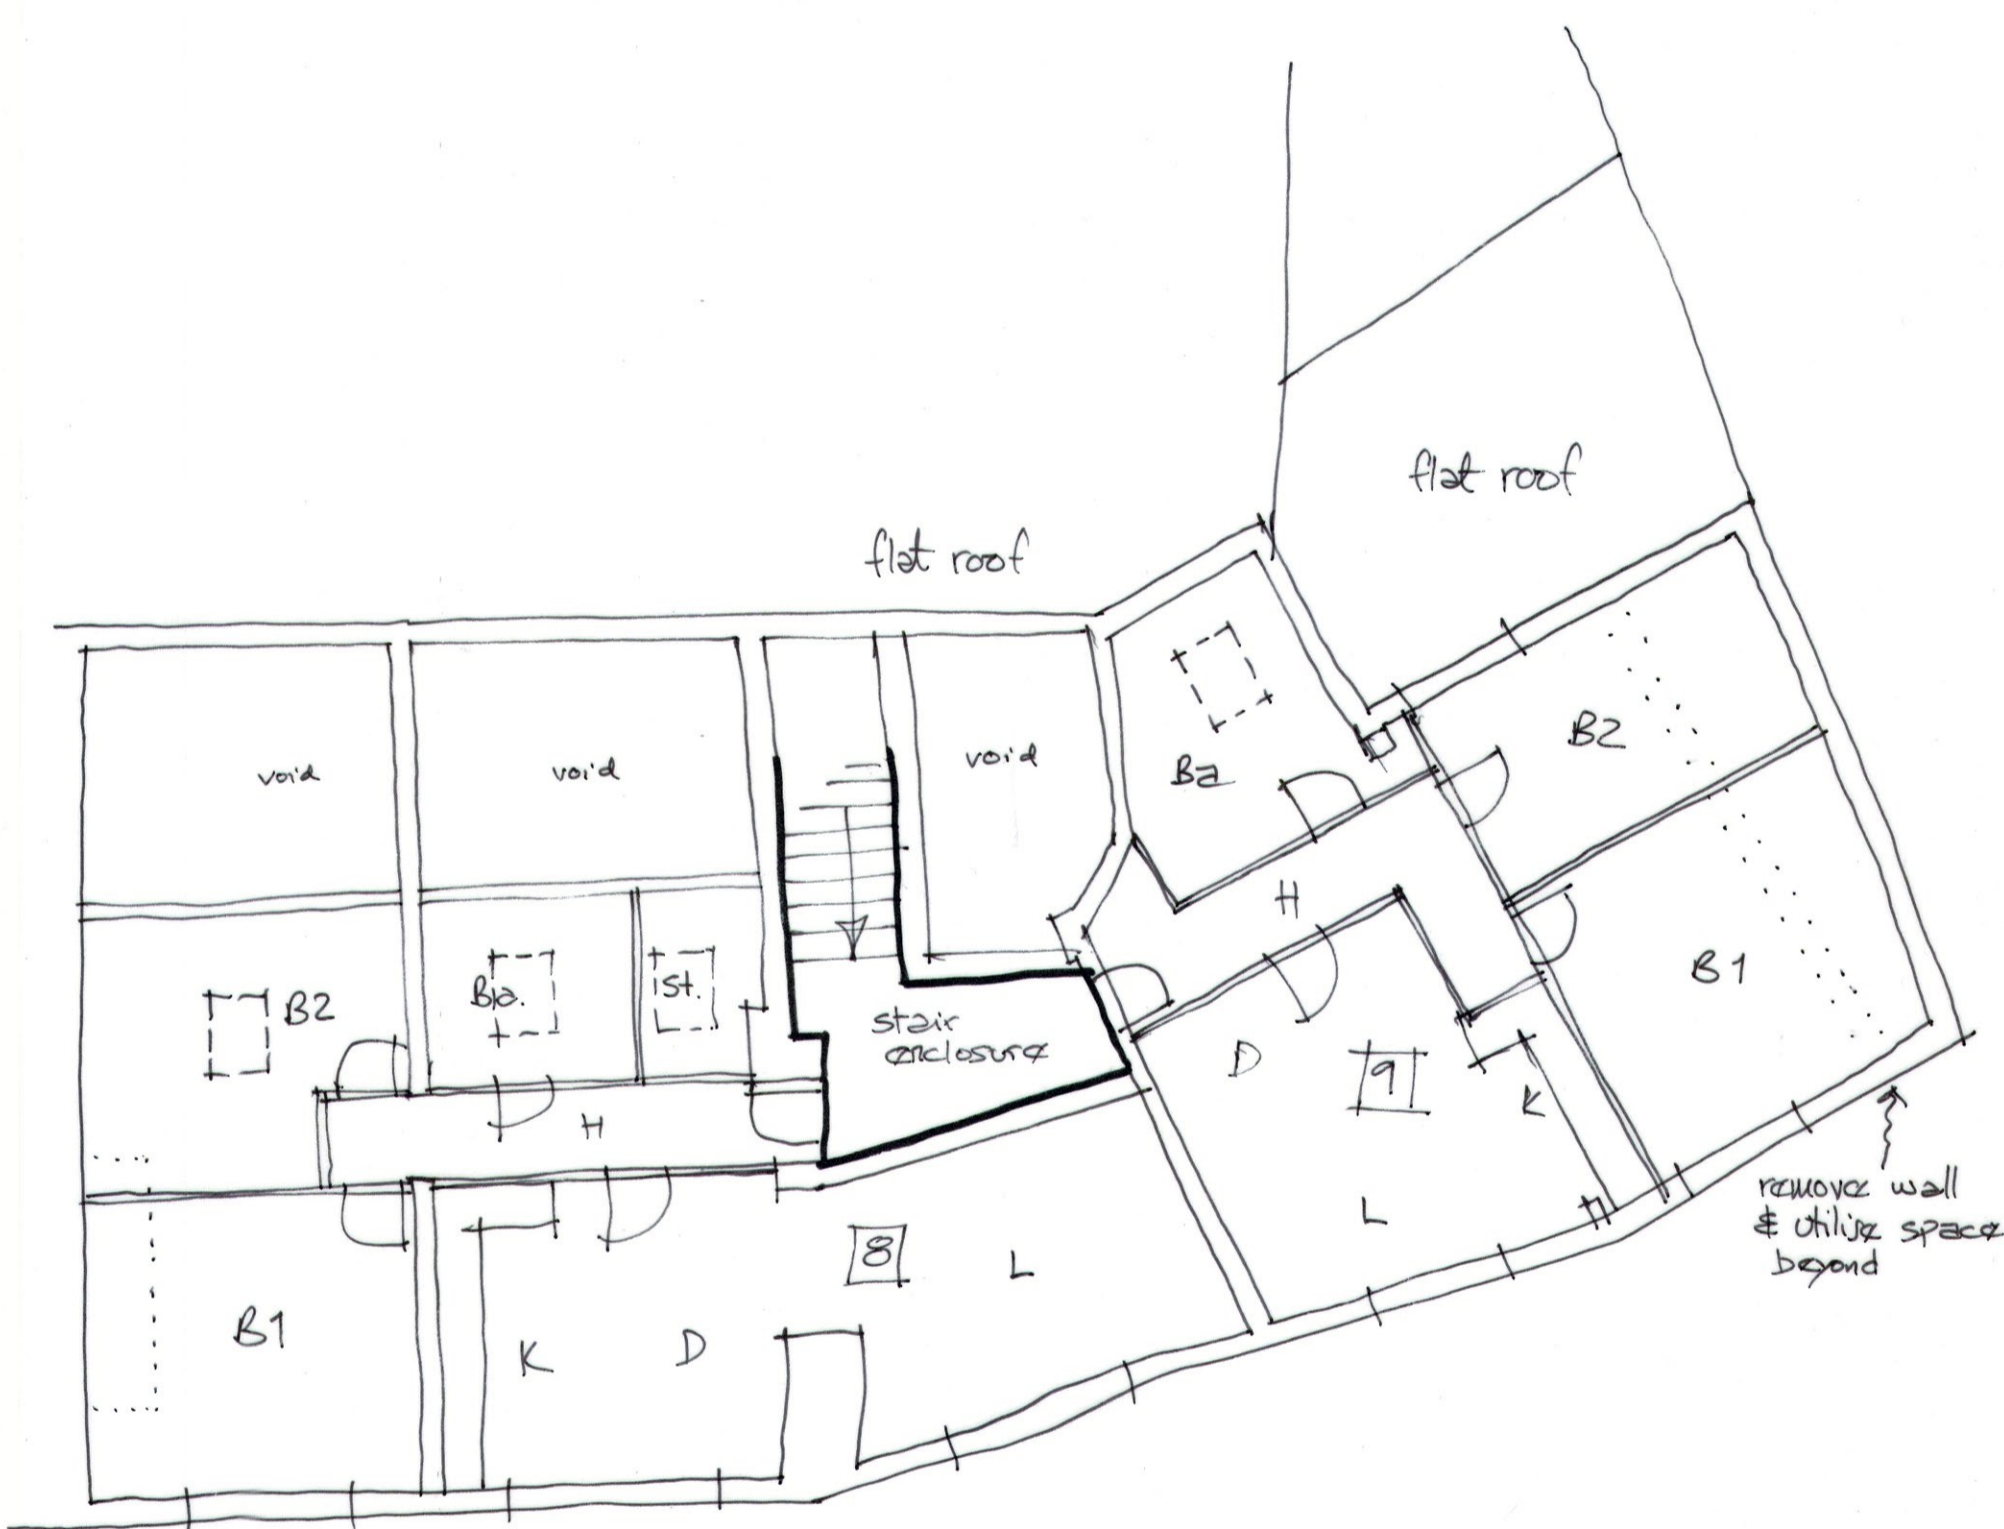 flat roof
flat roof
void
void
void
Ba
B2
B2
Ba.
st.
H
B1
stair
enclosure
D
9
K
H
L
remove wall
& utilise space
beyond
8
L
B1
K
D